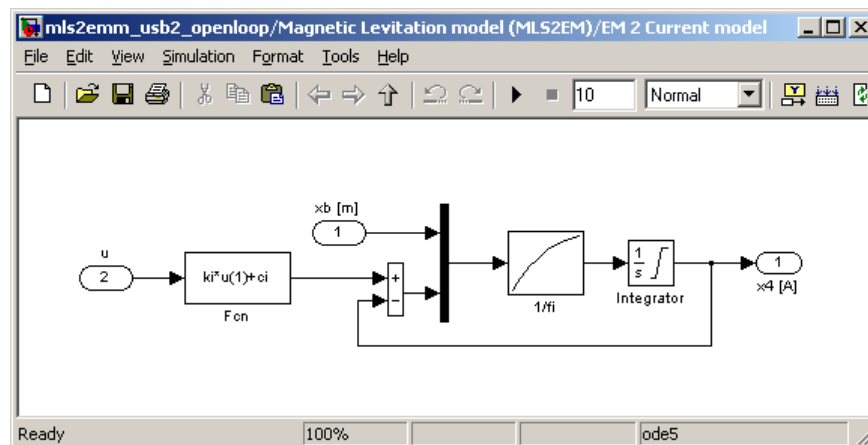 mls2emm_usb2_openloop/Magnetic Levitation model (MLS2EM)/EM 2 Current model
File Edit View Simulation Format Tools Help
10 Normal
xb [m]
1
u
2
ki*u(1)+ci
Fcn
+
−
1/fi
1
s
Integrator
1
x4 [A]
Ready 100% ode5